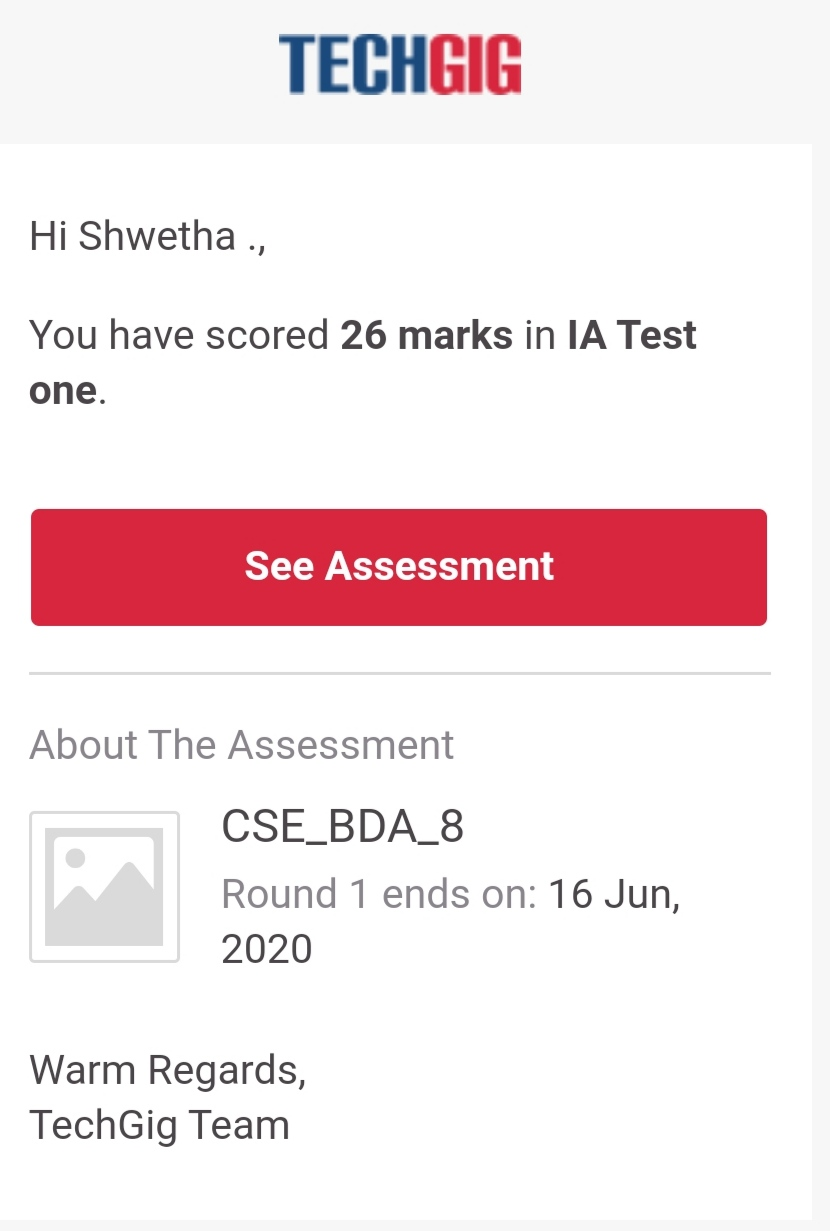 TECHGIG
Hi Shwetha .,
You have scored 26 marks in IA Test
one.
See Assessment
About The Assessment
CSE_BDA_8
Round 1 ends on: 16 Jun,
2020
Warm Regards,
TechGig Team